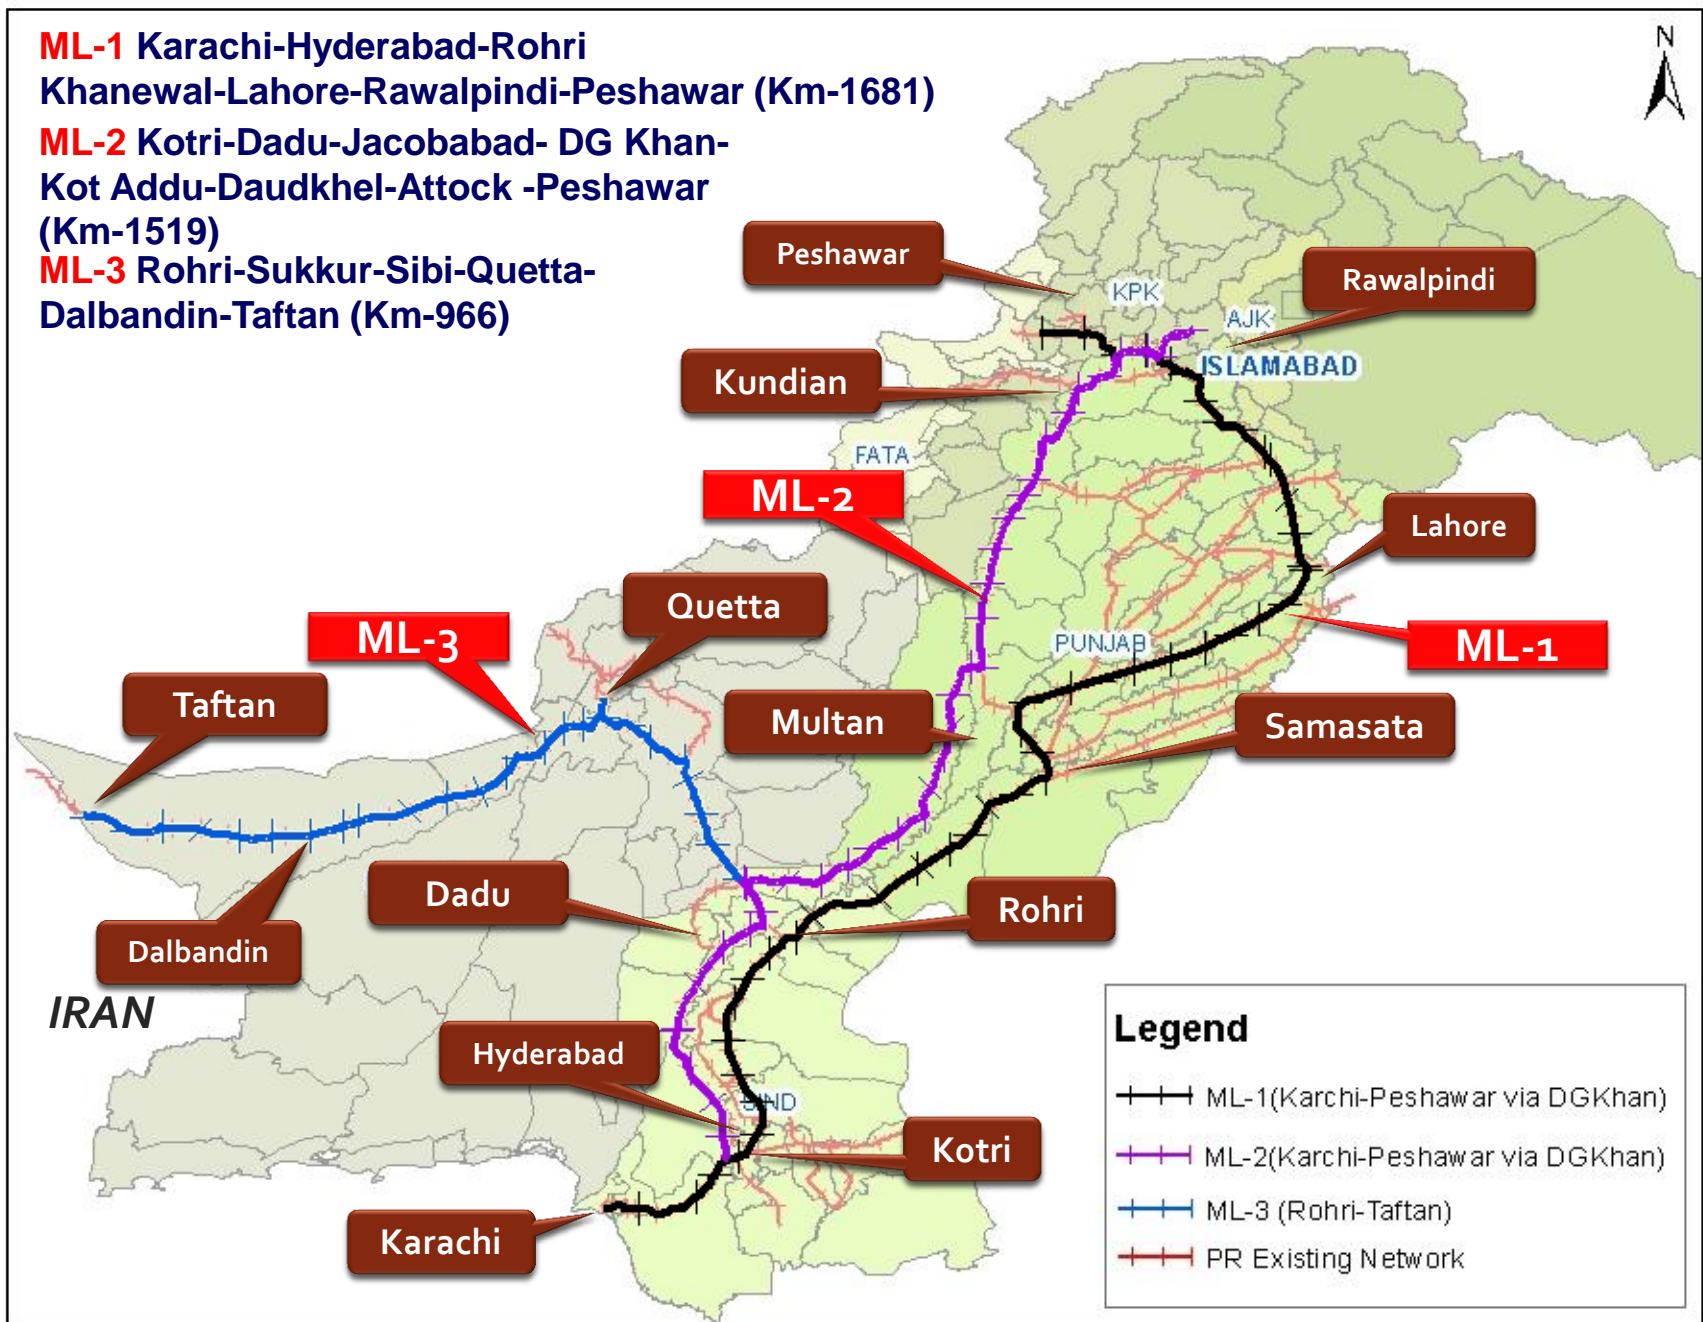 ML-1 Karachi-Hyderabad-Rohri
Khanewal-Lahore-Rawalpindi-Peshawar (Km-1681)
ML-2 Kotri-Dadu-Jacobabad- DG Khan-
Kot Addu-Daudkhel-Attock -Peshawar
(Km-1519)
ML-3 Rohri-Sukkur-Sibi-Quetta-
Dalbandin-Taftan (Km-966)
N
Peshawar
Rawalpindi
KPK
AJK
ISLAMABAD
Kundian
FATA
ML-2
Lahore
Quetta
ML-3
PUNJAB
ML-1
Taftan
Multan
Samasata
Dadu
Rohri
Dalbandin
IRAN
Hyderabad
SIND
Kotri
Karachi
Legend
ML-1(Karchi-Peshawar via DGKhan)
ML-2(Karchi-Peshawar via DGKhan)
ML-3 (Rohri-Taftan)
PR Existing Network